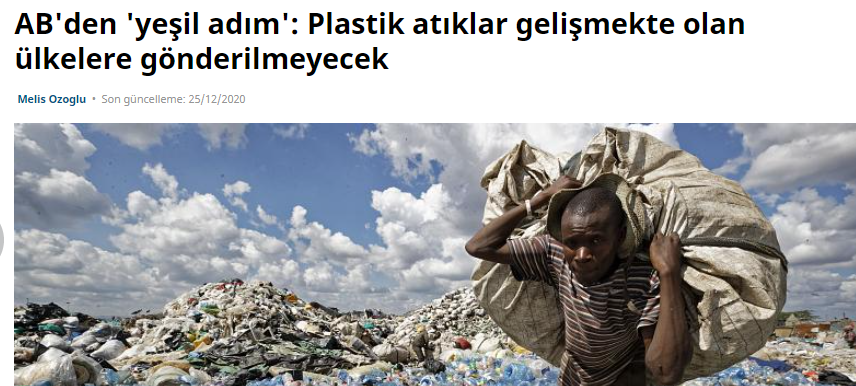 AB'den 'yeşil adım': Plastik atıklar gelişmekte olan
ülkelere gönderilmeyecek
Melis Ozoglu • Son güncelleme: 25/12/2020